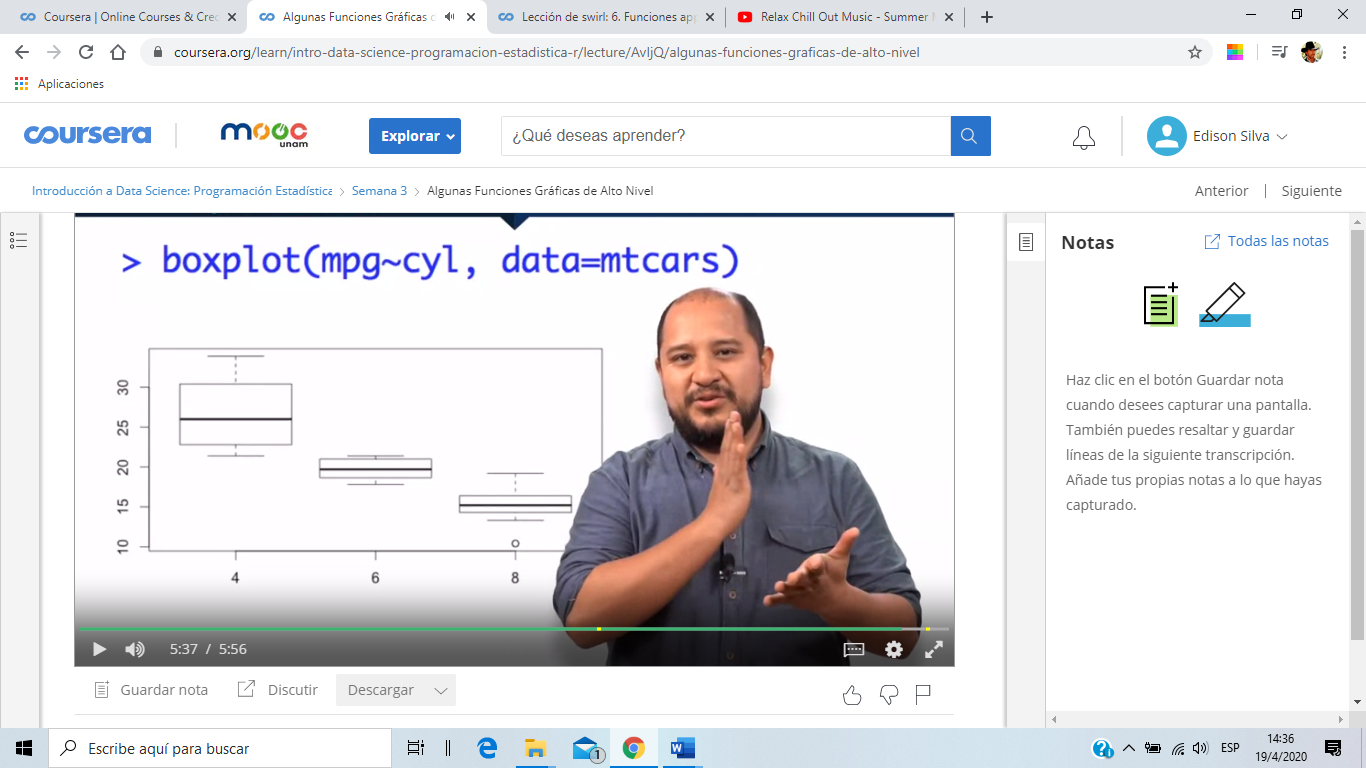 Coursera | Online Courses & Cred
Algunas Funciones Gráficas d
Lección de swirl: 6. Funciones app
Relax Chill Out Music - Summer M
coursera.org/learn/intro-data-science-programacion-estadistica-r/lecture/AvIjQ/algunas-funciones-graficas-de-alto-nivel
Aplicaciones
coursera
mooc
unam
Explorar
¿Qué deseas aprender?
Edison Silva
Introducción a Data Science: Programación Estadística
Semana 3
Algunas Funciones Gráficas de Alto Nivel
Anterior | Siguiente
> boxplot(mpg~cyl, data=mtcars)
30
25
20
15
10
4 6 8
5:37 / 5:56
Guardar nota
Discutir
Descargar
Notas
Todas las notas
Haz clic en el botón Guardar nota
cuando desees capturar una pantalla.
También puedes resaltar y guardar
líneas de la siguiente transcripción.
Añade tus propias notas a lo que hayas
capturado.
Escribe aquí para buscar
1
ESP
14:36
19/4/2020